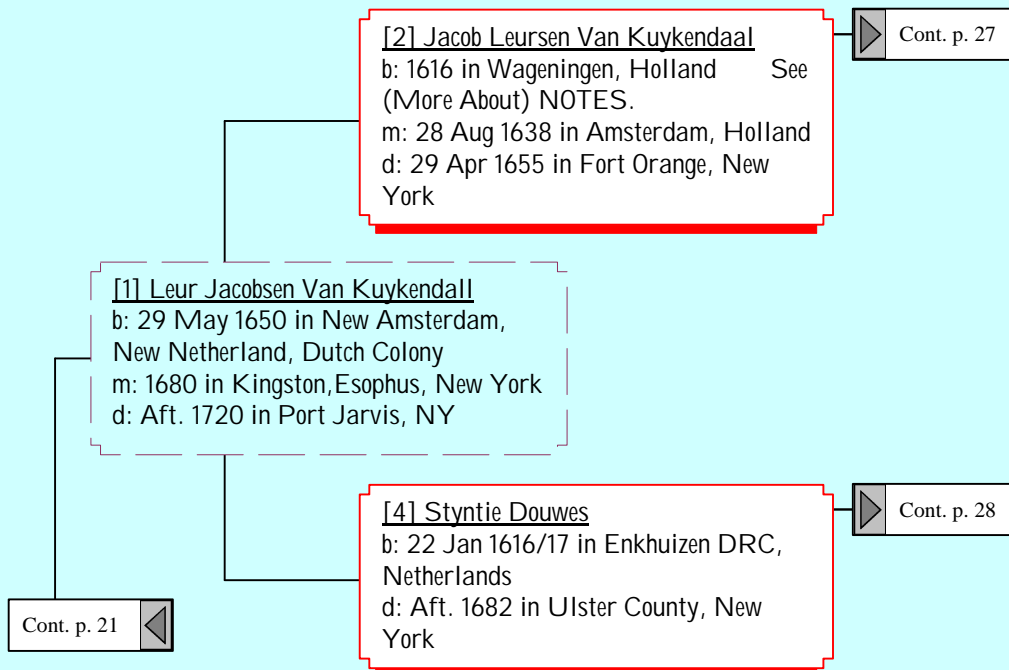 [2] Jacob Leursen Van Kuykendaal
b: 1616 in Wageningen, Holland See
(More About) NOTES.
m: 28 Aug 1638 in Amsterdam, Holland
d: 29 Apr 1655 in Fort Orange, New
York
Cont. p. 27
[1] Leur Jacobsen Van Kuykendall
b: 29 May 1650 in New Amsterdam,
New Netherland, Dutch Colony
m: 1680 in Kingston,Esophus, New York
d: Aft. 1720 in Port Jarvis, NY
[4] Styntie Douwes
b: 22 Jan 1616/17 in Enkhuizen DRC,
Netherlands
d: Aft. 1682 in Ulster County, New
York
Cont. p. 28
Cont. p. 21